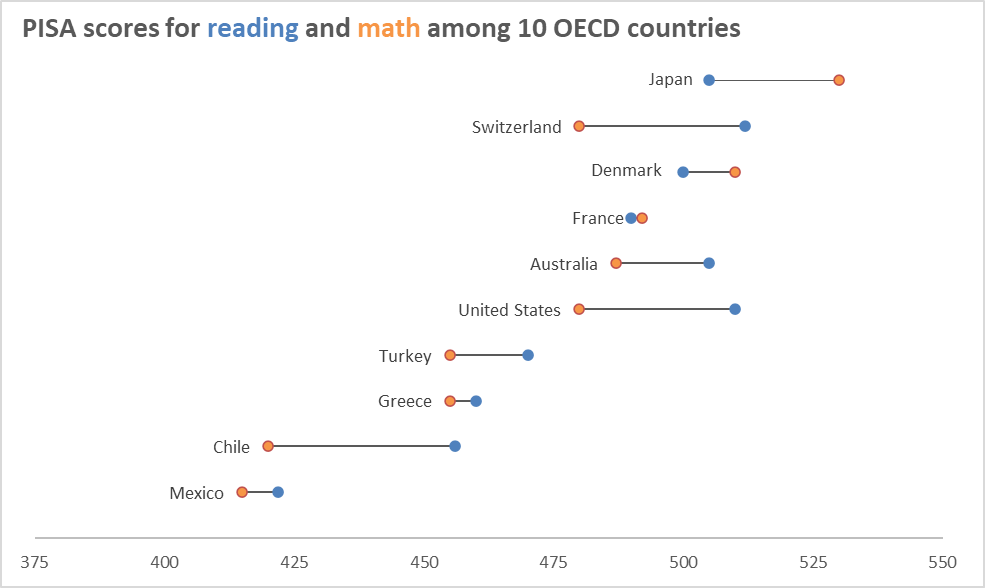 PISA scores for reading and math among 10 OECD countries
Japan
Switzerland
Denmark
France
Australia
United States
Turkey
Greece
Chile
Mexico
375 400 425 450 475 500 525 550